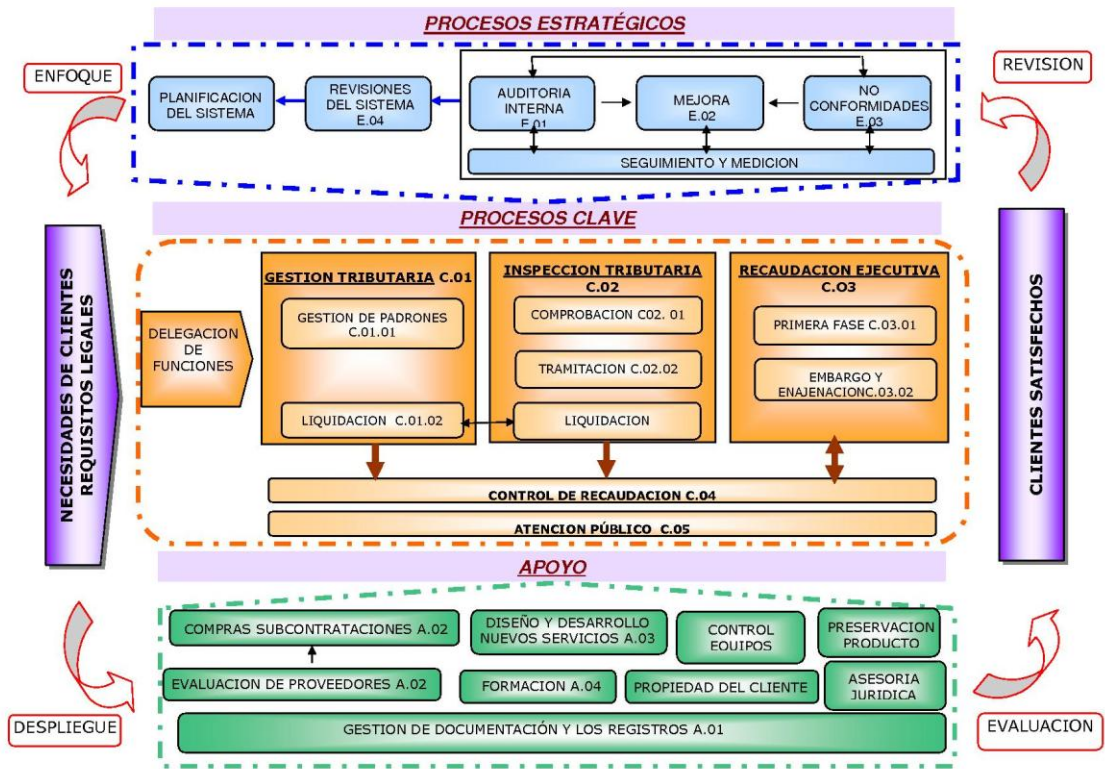 PROCESOS ESTRATÉGICOS
ENFOQUE
REVISION
PLANIFICACION
DEL SISTEMA
REVISIONES
DEL SISTEMA
E.04
AUDITORIA
INTERNA
E.01
MEJORA
E.02
NO
CONFORMIDADES
E.03
SEGUIMIENTO Y MEDICION
PROCESOS CLAVE
NECESIDADES DE CLIENTES
REQUISITOS LEGALES
DELEGACION
DE
FUNCIONES
GESTION TRIBUTARIA C.01
GESTION DE PADRONES
C.01.01
LIQUIDACION C.01.02
INSPECCION TRIBUTARIA
C.02
COMPROBACION C02. 01
TRAMITACION C.02.02
LIQUIDACION
RECAUDACION EJECUTIVA
C.O3
PRIMERA FASE C.03.01
EMBARGO Y
ENAJENACIONC.03.02
CONTROL DE RECAUDACION C.04
ATENCION PÚBLICO C.05
CLIENTES SATISFECHOS
APOYO
COMPRAS SUBCONTRATACIONES A.02
DISEÑO Y DESARROLLO
NUEVOS SERVICIOS A.03
CONTROL
EQUIPOS
PRESERVACION
PRODUCTO
EVALUACION DE PROVEEDORES A.02
FORMACION A.04
PROPIEDAD DEL CLIENTE
ASESORIA
JURIDICA
GESTION DE DOCUMENTACIÓN Y LOS REGISTROS A.01
DESPLIEGUE
EVALUACION